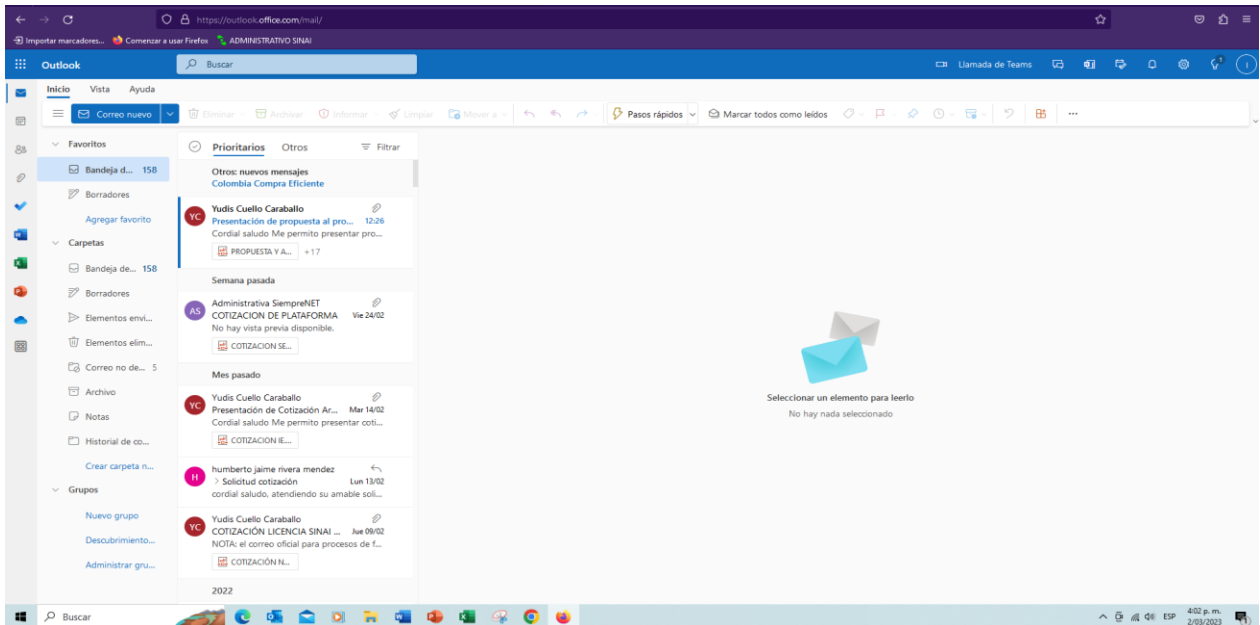 https://outlook.office.com/mail/
Importar marcadores... Comenzar a usar Firefox ADMINISTRATIVO SINAI
Outlook Buscar Llamada de Teams
Inicio Vista Ayuda
Correo nuevo Eliminar Archivar Informar Limpiar Mover a Pasos rápidos Marcar todos como leídos
Favoritos
Bandeja d... 158
Borradores
Agregar favorito
Carpetas
Bandeja de... 158
Borradores
Elementos envi...
Elementos elim...
Correo no de... 5
Archivo
Notas
Historial de co...
Crear carpeta n...
Grupos
Nuevo grupo
Descubrimiento...
Administrar gru...
Prioritarios Otros Filtrar
Otros: nuevos mensajes
Colombia Compra Eficiente
YC
Yudis Cuello Caraballo
Presentación de propuesta al pro... 12:26
Cordial saludo Me permito presentar pro...
PROPUESTA Y A... +17
Semana pasada
AS
Administrativa SiempreNET
COTIZACION DE PLATAFORMA Vie 24/02
No hay vista previa disponible.
COTIZACION SE...
Mes pasado
YC
Yudis Cuello Caraballo
Presentación de Cotización Ar... Mar 14/02
Cordial saludo Me permito presentar coti...
COTIZACION IE....
H
humberto jaime rivera mendez
> Solicitud cotización Lun 13/02
cordial saludo, atendiendo su amable soli...
YC
Yudis Cuello Caraballo
COTIZACIÓN LICENCIA SINAI ... Jue 09/02
NOTA: el correo oficial para procesos de f...
COTIZACIÓN N...
2022
Seleccionar un elemento para leerlo
No hay nada seleccionado
Buscar
ESP
4:02 p. m.
2/03/2023